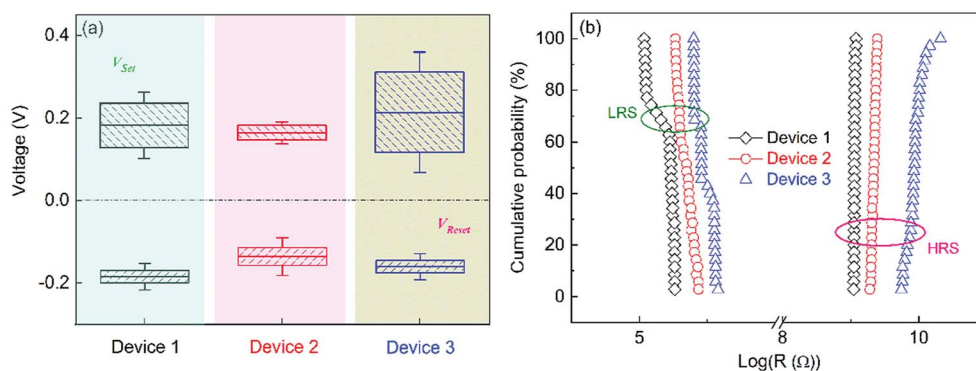 (a)
V_Set
V_Reset
Voltage (V)
0.4
0.2
0.0
-0.2
Device 1
Device 2
Device 3
(b)
LRS
HRS
Device 1
Device 2
Device 3
Cumulative probability (%)
100
80
60
40
20
0
5
8
10
Log(R (Ω))